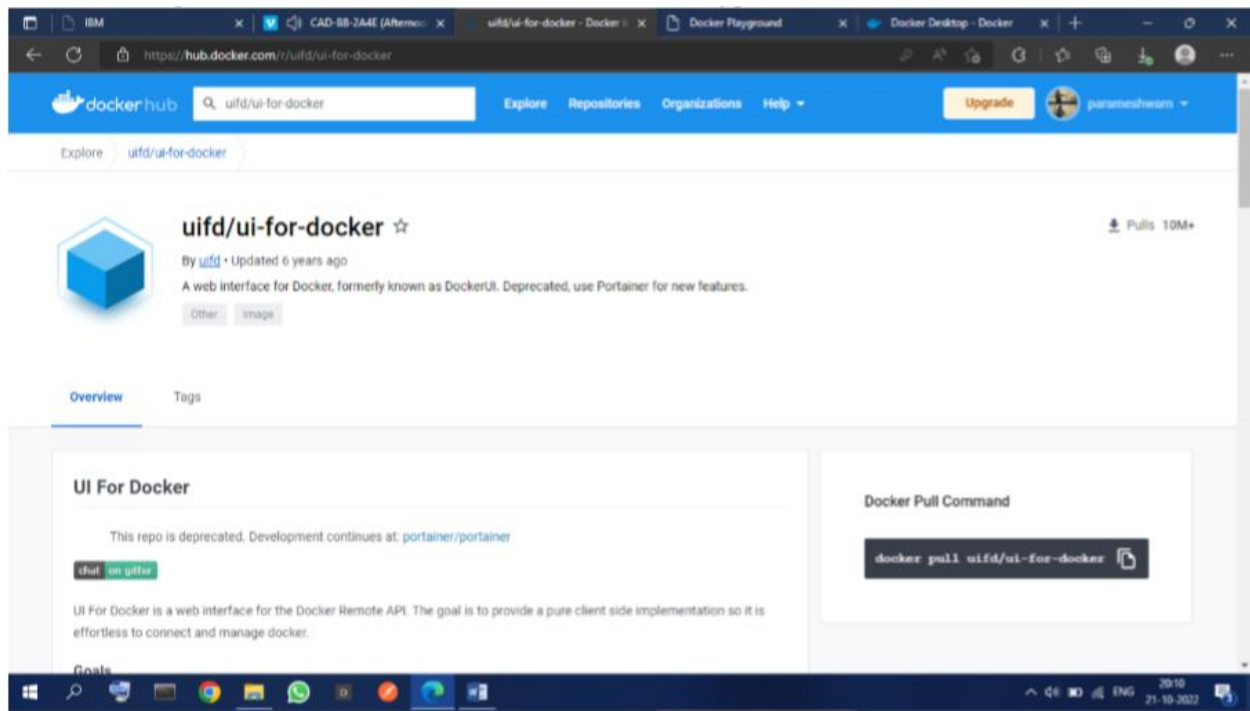 IBM
CAD-BB-2A4E (Afternoo
uifd/ui-for-docker - Docker
Docker Playground
Docker Desktop - Docker
https://hub.docker.com/r/uifd/ui-for-docker
dockerhub
uifd/ui-for-docker
Explore
Repositories
Organizations
Help
Upgrade
parameshwarn
Explore
uifd/ui-for-docker
uifd/ui-for-docker
Pulls 10M+
By uifd • Updated 6 years ago
A web interface for Docker, formerly known as DockerUI. Deprecated, use Portainer for new features.
Other
Image
Overview
Tags
UI For Docker
This repo is deprecated. Development continues at: portainer/portainer
chat on gitter
UI For Docker is a web interface for the Docker Remote API. The goal is to provide a pure client side implementation so it is
effortless to connect and manage docker.
Goals
Docker Pull Command
docker pull uifd/ui-for-docker
ENG
20:10
21-10-2022